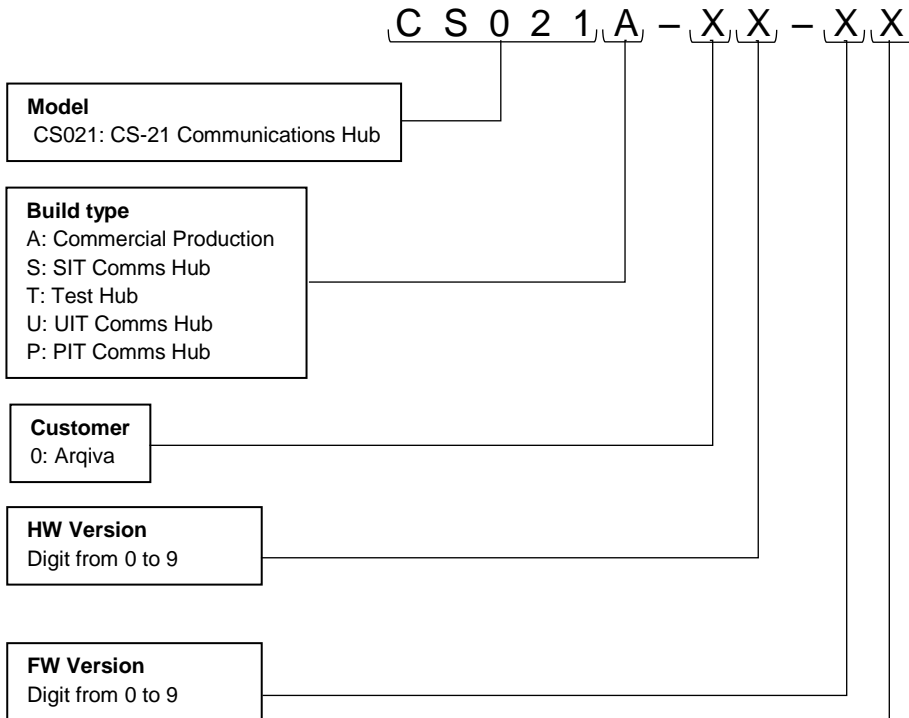 C S 0 2 1 A – X X – X X
Model
CS021: CS-21 Communications Hub
Build type
A: Commercial Production
S: SIT Comms Hub
T: Test Hub
U: UIT Comms Hub
P: PIT Comms Hub
Customer
0: Arqiva
HW Version
Digit from 0 to 9
FW Version
Digit from 0 to 9